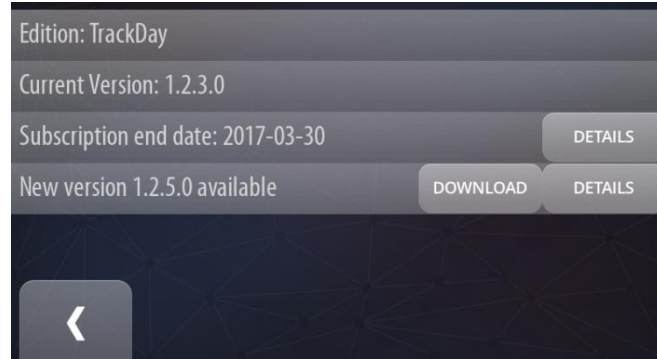 Edition: TrackDay
Current Version: 1.2.3.0
Subscription end date: 2017-03-30 DETAILS
New version 1.2.5.0 available DOWNLOAD DETAILS